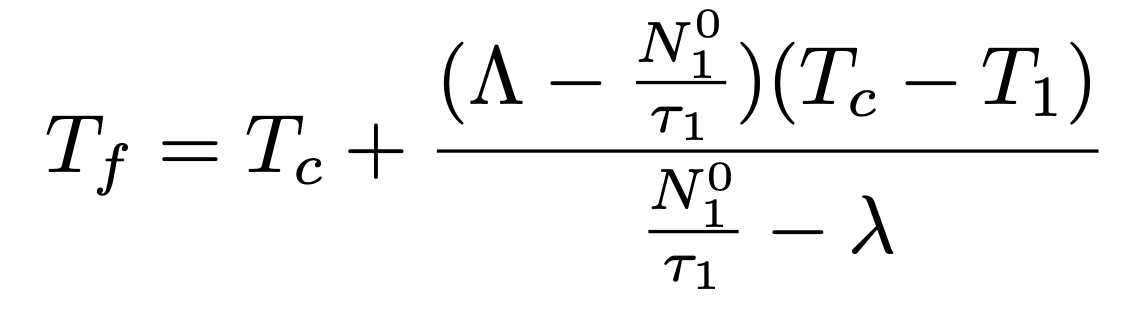 $T_f = T_c + \frac{(\Lambda - \frac{N_1^0}{\tau_1})(T_c - T_1)}{\frac{N_1^0}{\tau_1} - \lambda}$